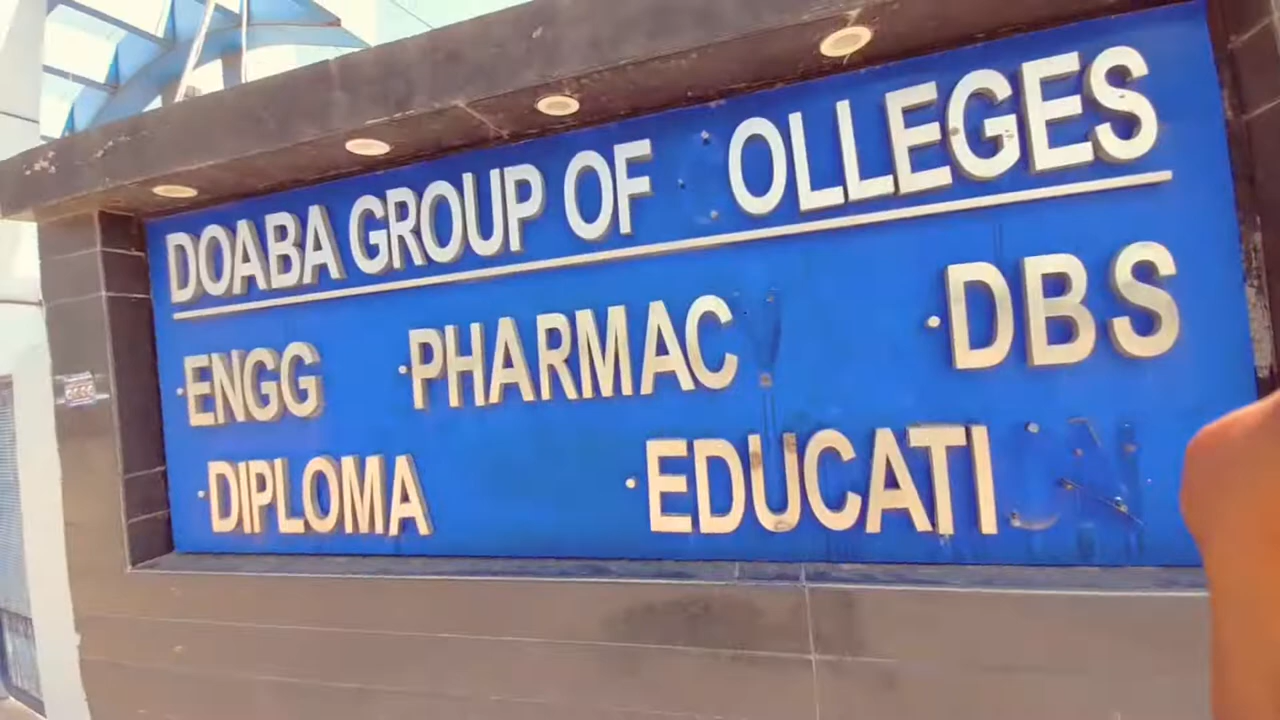 DOABA GROUP OF OLLEGES
·ENGG ·PHARMAC ·DBS
·DIPLOMA ·EDUCATI